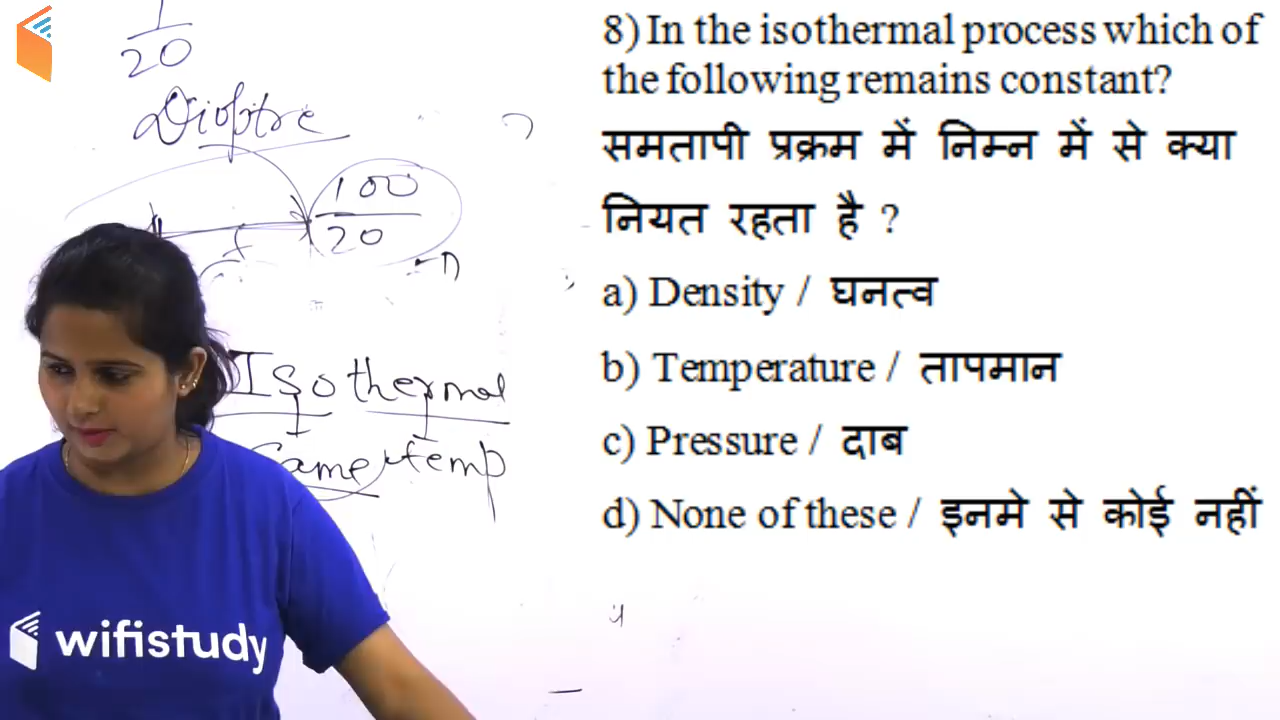 1
20
Dioptre
100
20
f
D
Isothermal
Same temp
wifistudy
8) In the isothermal process which of
the following remains constant?
समतापी प्रक्रम में निम्न में से क्या
नियत रहता है ?
a) Density / घनत्व
b) Temperature / तापमान
c) Pressure / दाब
d) None of these / इनमे से कोई नहीं